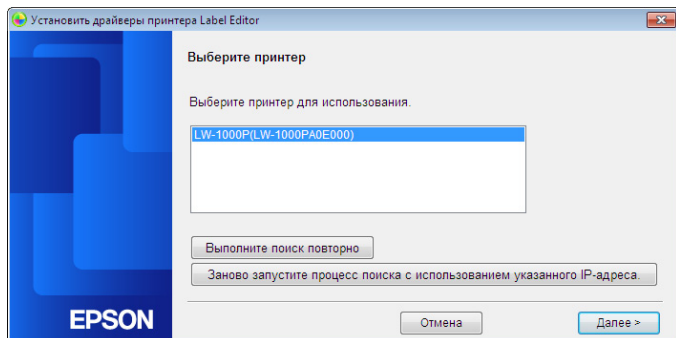 Установить драйверы принтера Label Editor
Выберите принтер
Выберите принтер для использования.
LW-1000P(LW-1000PA0E000)
Выполните поиск повторно
Заново запустите процесс поиска с использованием указанного IP-адреса.
EPSON
Отмена
Далее >